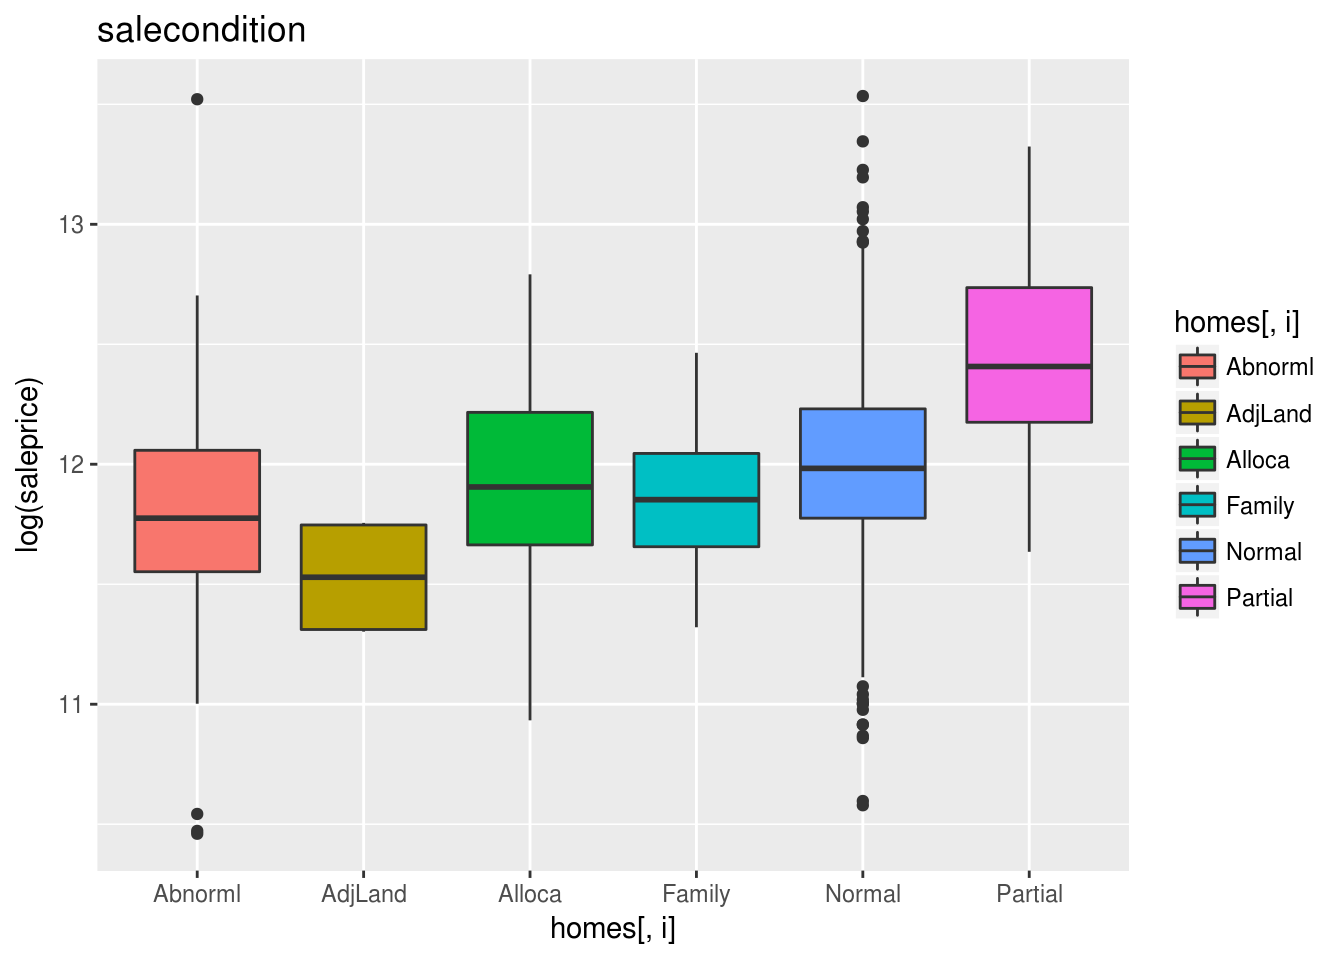 salecondition
log(saleprice)
13
12
11
Abnorml AdjLand Alloca Family Normal Partial
homes[, i]
homes[, i]
Abnorml
AdjLand
Alloca
Family
Normal
Partial